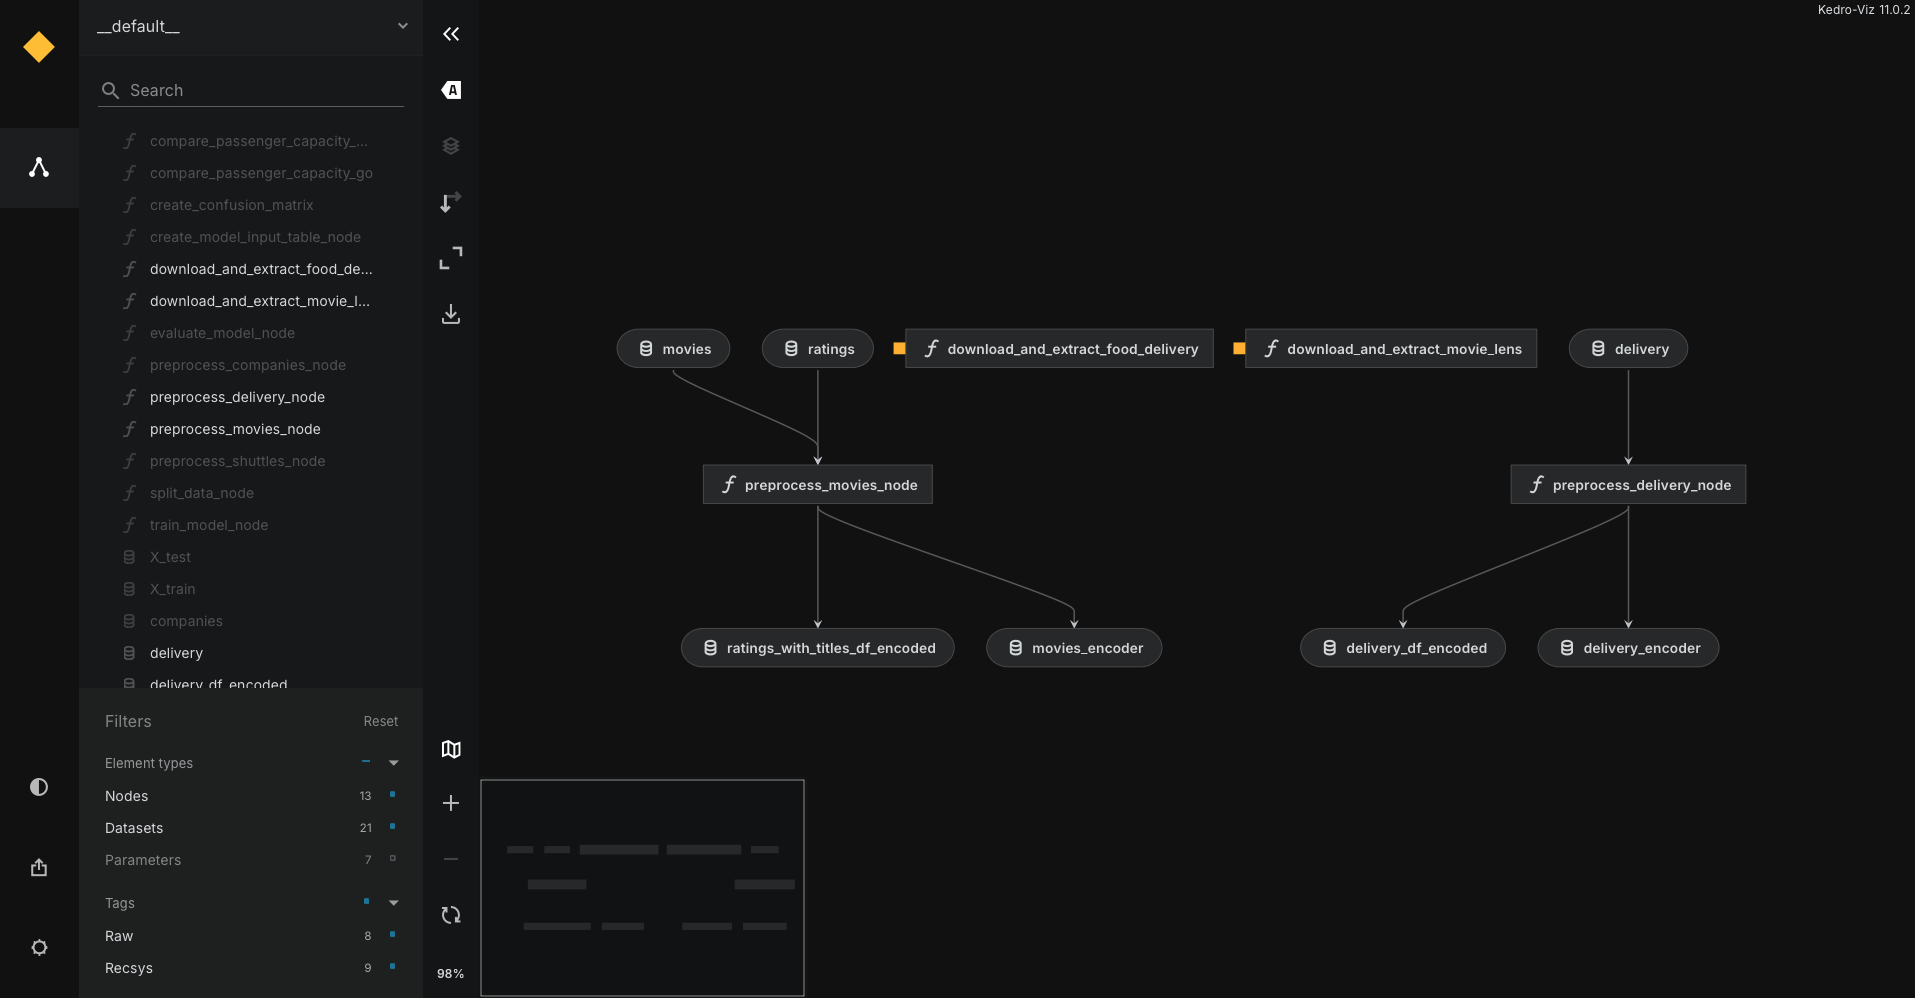 Kedro-Viz 11.0.2
__default__
Search
compare_passenger_capacity_...
compare_passenger_capacity_go
create_confusion_matrix
create_model_input_table_node
download_and_extract_food_de...
download_and_extract_movie_l...
evaluate_model_node
preprocess_companies_node
preprocess_delivery_node
preprocess_movies_node
preprocess_shuttles_node
split_data_node
train_model_node
X_test
X_train
companies
delivery
delivery_df_encoded
Filters Reset
Element types
Nodes 13
Datasets 21
Parameters 7
Tags
Raw 8
Recsys 9
A
98%
movies ratings download_and_extract_food_delivery download_and_extract_movie_lens delivery
preprocess_movies_node preprocess_delivery_node
ratings_with_titles_df_encoded movies_encoder delivery_df_encoded delivery_encoder